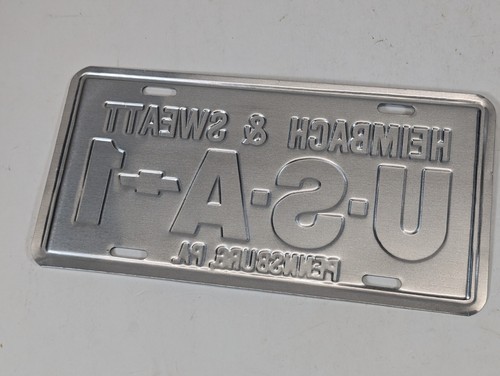 HEIMBACH & SWEATT
U·S·A-1
PENNSBURG, PA.